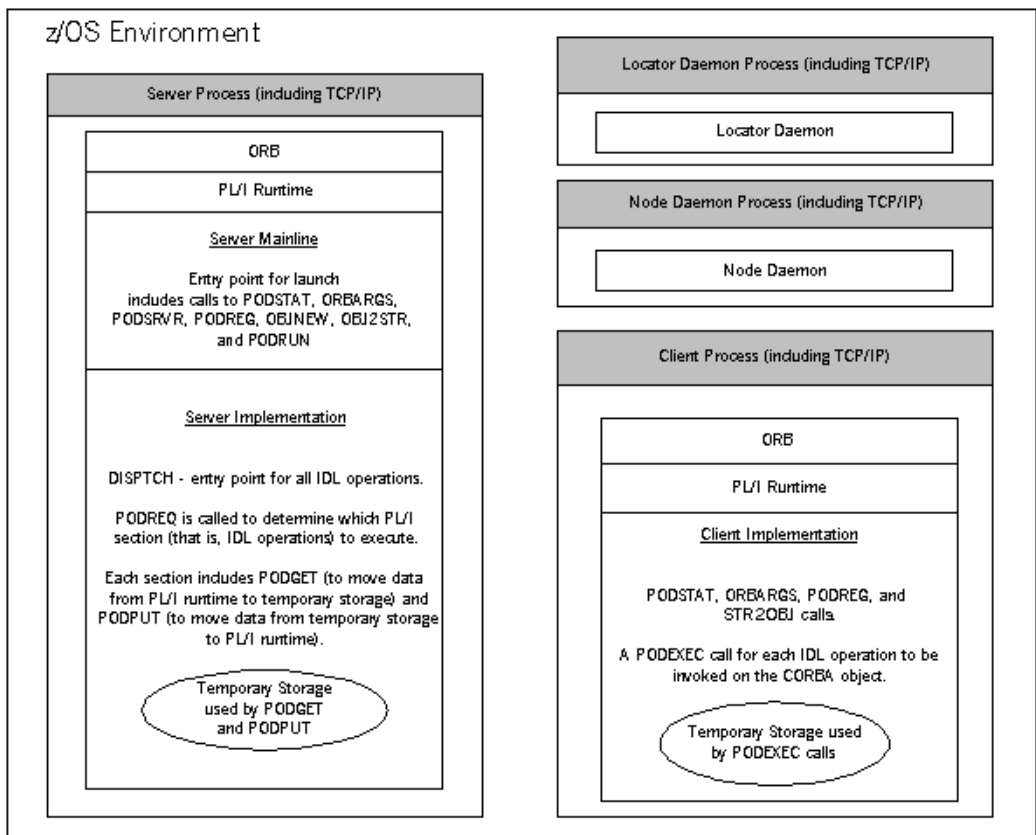 z/OS Environment
Server Process (including TCP/IP)
ORB
PL/I Runtime
Server Mainline
Entry point for launch
includes calls to PODSTAT, ORBARGS,
PODSRVR, PODREG, OBJNEW, OBJ2STR,
and PODRUN
Server Implementation
DISPTCH - entry point for all IDL operations.
PODREQ is called to determine which PL/I
section (that is, IDL operations) to execute.
Each section includes PODGET (to move data
from PL/I runtime to temporary storage) and
PODPUT (to move data from temporary storage
to PL/I runtime).
Temporary Storage
used by PODGET
and PODPUT
Locator Daemon Process (including TCP/IP)
Locator Daemon
Node Daemon Process (including TCP/IP)
Node Daemon
Client Process (including TCP/IP)
ORB
PL/I Runtime
Client Implementation
PODSTAT, ORBARGS, PODREG, and
STR2OBJ calls.
A PODEXEC call for each IDL operation to be
invoked on the CORBA object.
Temporary Storage used
by PODEXEC calls